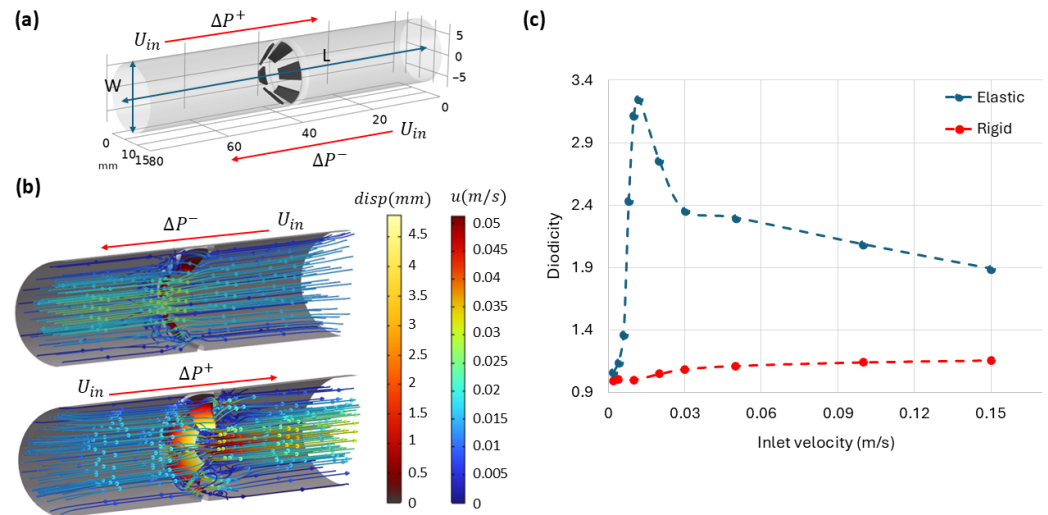 (a)
ΔP⁺
U_in
W
L
5
0
−5
0
20
40
60
80
15
10
0
mm
U_in
ΔP⁻
(b)
disp(mm)
u(m/s)
ΔP⁻
U_in
4.5
4
3.5
3
2.5
2
1.5
1
0.5
0
0.05
0.045
0.04
0.035
0.03
0.025
0.02
0.015
0.01
0.005
0
U_in
ΔP⁺
(c)
Elastic
Rigid
Diodicity
3.4
2.9
2.4
1.9
1.4
0.9
0
0.03
0.06
0.09
0.12
0.15
Inlet velocity (m/s)